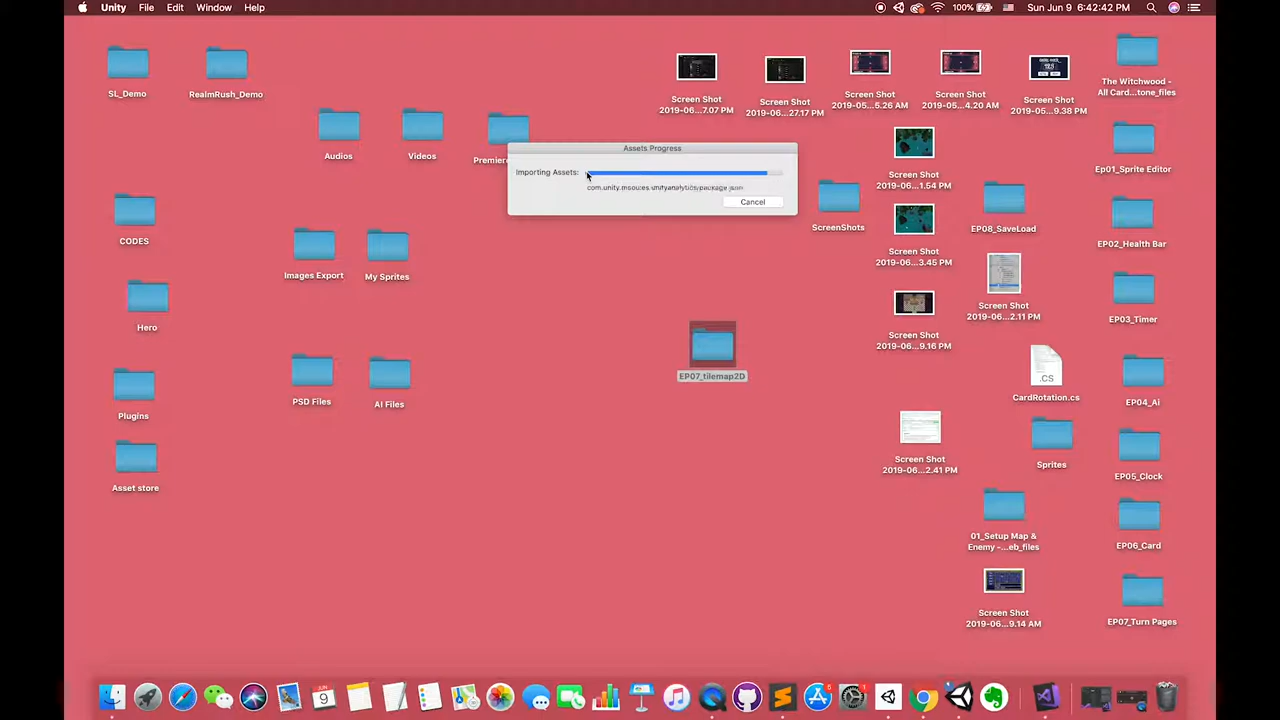 Unity File Edit Window Help
100% Sun Jun 9 6:42:42 PM
SL_Demo
RealmRush_Demo
Audios
Videos
Premiere
Assets Progress
Importing Assets:
Cancel
Screen Shot
2019-06...7.07 PM
Screen Shot
2019-06...27.17 PM
Screen Shot
2019-05...5.26 AM
Screen Shot
2019-05...4.20 AM
Screen Shot
2019-05...9.38 PM
The Witchwood -
All Card...tone_files
Screen Shot
2019-06...1.54 PM
Ep01_Sprite Editor
ScreenShots
EP08_SaveLoad
EP02_Health Bar
Screen Shot
2019-06...3.45 PM
CODES
Images Export
My Sprites
Hero
Screen Shot
2019-06...2.11 PM
EP03_Timer
Screen Shot
2019-06...9.16 PM
EP07_tilemap2D
.CS
CardRotation.cs
EP04_Ai
PSD Files
AI Files
Plugins
Screen Shot
2019-06...2.41 PM
Sprites
EP05_Clock
Asset store
01_Setup Map &
Enemy -...eb_files
EP06_Card
Screen Shot
2019-06...9.14 AM
EP07_Turn Pages
JUN
9